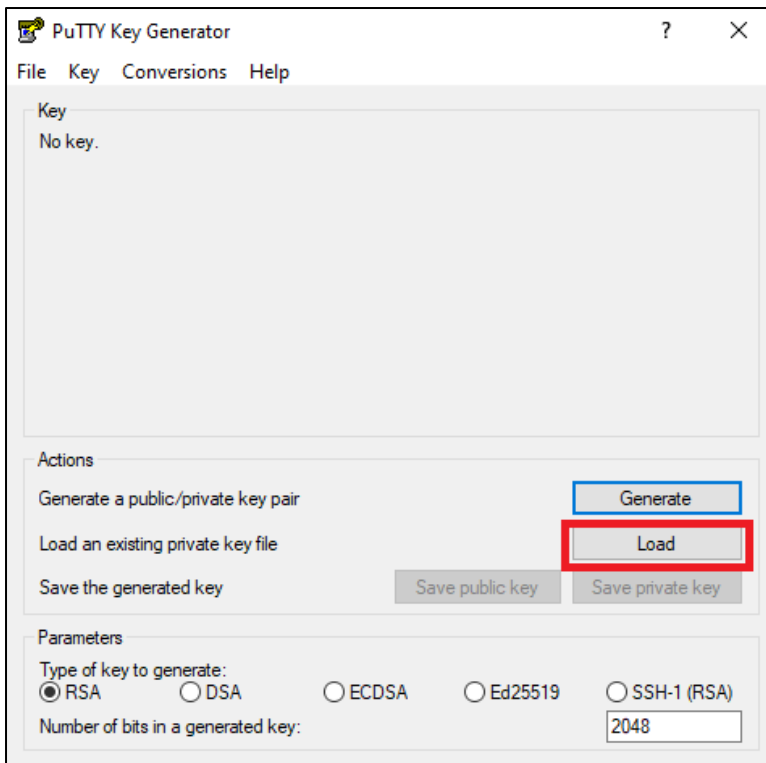 PuTTY Key Generator ?
File Key Conversions Help
Key
No key.
Actions
Generate a public/private key pair Generate
Load an existing private key file Load
Save the generated key Save public key Save private key
Parameters
Type of key to generate:
RSA DSA ECDSA Ed25519 SSH-1 (RSA)
Number of bits in a generated key: 2048